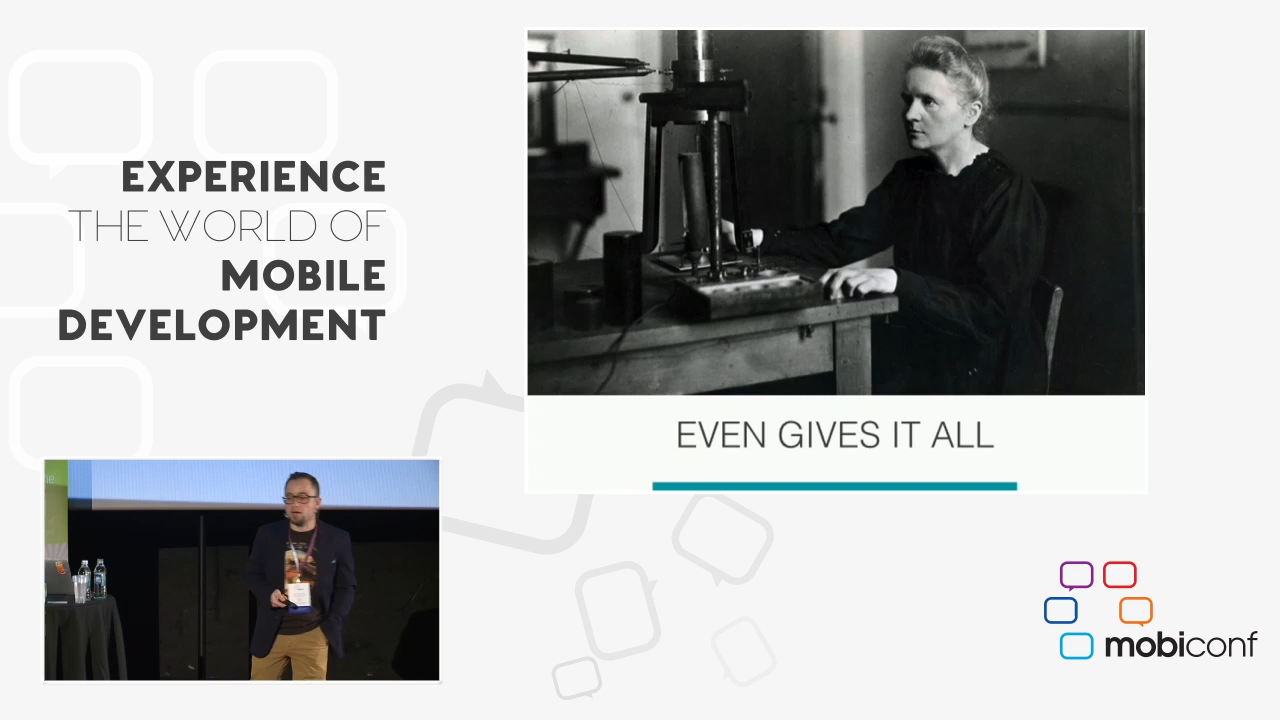 EXPERIENCE
THE WORLD OF
MOBILE
DEVELOPMENT
EVEN GIVES IT ALL
mobiconf